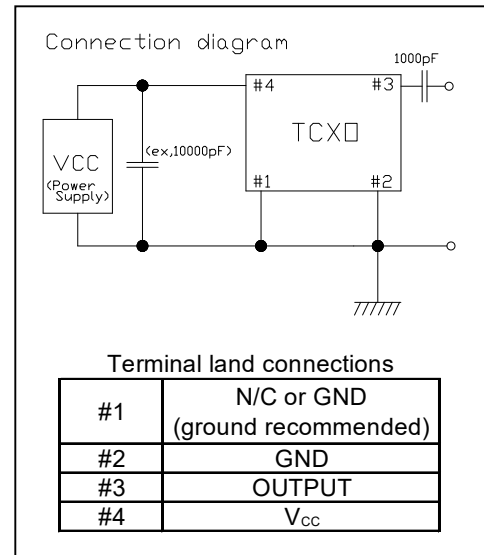 Connection diagram
1000pF
#4
#3
TCXO
VCC
(Power
Supply)
(ex,10000pF)
#1
#2
Terminal land connections
#1 N/C or GND
(ground recommended)
#2 GND
#3 OUTPUT
#4 Vcc